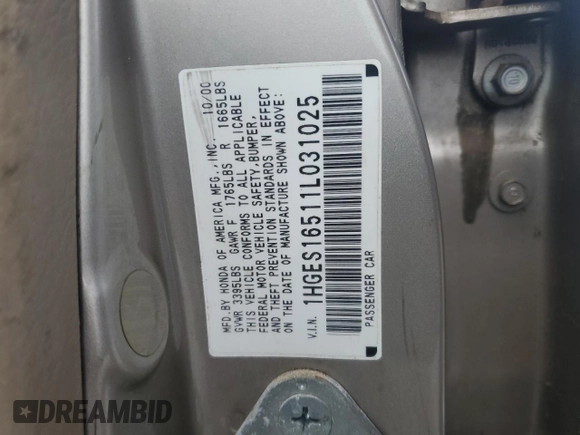 MFD. BY HONDA OF AMERICA MFG., INC. 10/00
GVWR 3395LBS GAWR F 1765LBS R 1665LBS
THIS VEHICLE CONFORMS TO ALL APPLICABLE
FEDERAL MOTOR VEHICLE SAFETY, BUMPER,
AND THEFT PREVENTION STANDARDS IN EFFECT
ON THE DATE OF MANUFACTURE SHOWN ABOVE:
V.I.N. 1HGES16511L031025
PASSENGER CAR
DREAMBID